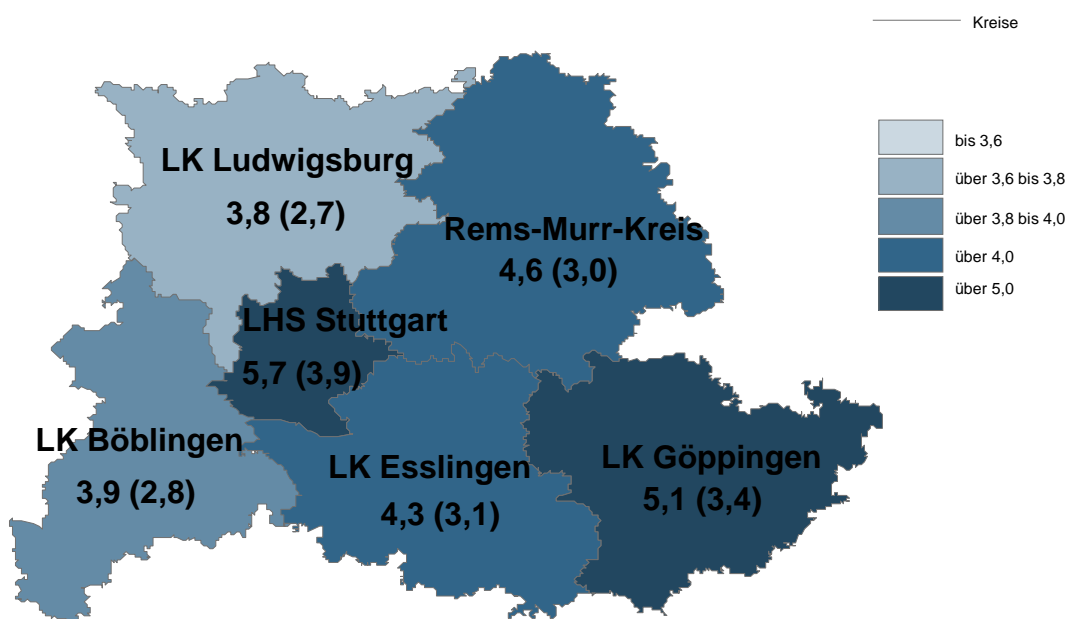 Kreise
bis 3,6
über 3,6 bis 3,8
über 3,8 bis 4,0
über 4,0
über 5,0
LK Ludwigsburg
3,8 (2,7)
Rems-Murr-Kreis
4,6 (3,0)
LHS Stuttgart
5,7 (3,9)
LK Böblingen
3,9 (2,8)
LK Esslingen
4,3 (3,1)
LK Göppingen
5,1 (3,4)